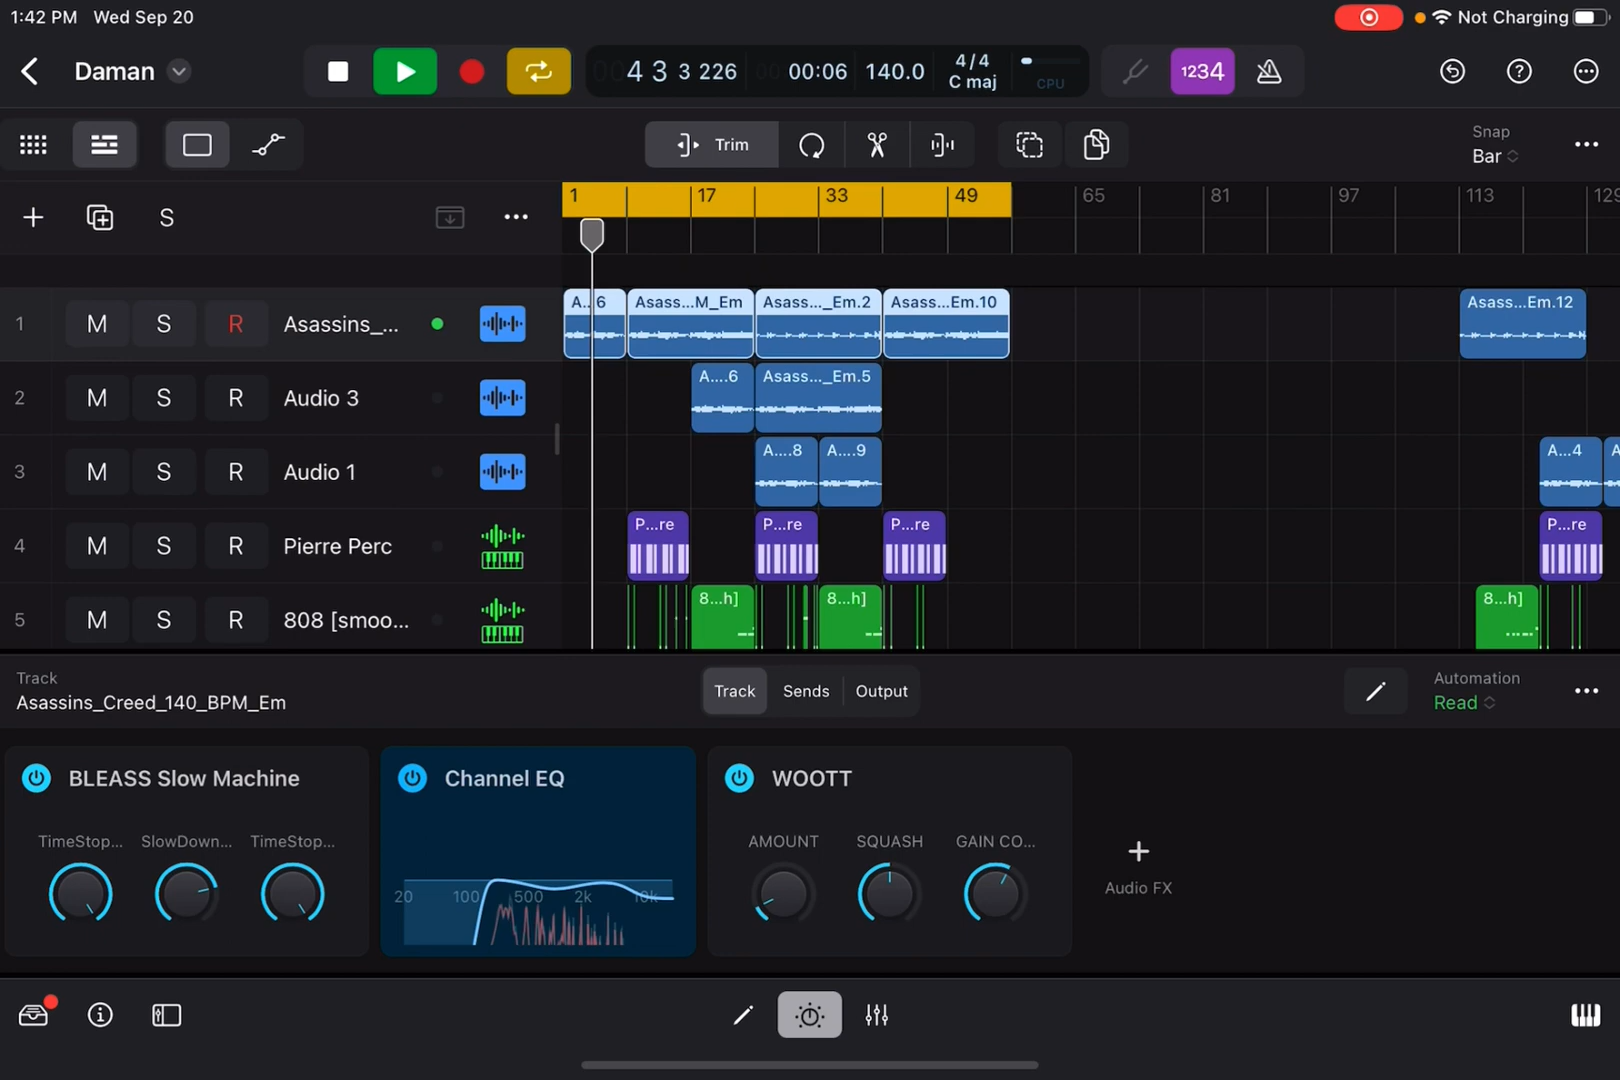 1:42 PM Wed Sep 20
Not Charging
Daman
4 3 3 226
00:06
140.0
4/4
C maj
CPU
1234
Trim
Snap
Bar
S
1 17 33 49 65 81 97 113 129
1 M S R Asassins_...
A...6 Asass...M_Em Asass..._Em.2 Asass...Em.10 Asass...Em.12
2 M S R Audio 3
A....6 Asass..._Em.5
3 M S R Audio 1
A....8 A....9 A...4 A
4 M S R Pierre Perc
P...re P...re P...re P...re
5 M S R 808 [smoo...
8...h] 8...h] 8...h]
Track
Asassins_Creed_140_BPM_Em
Track Sends Output
Automation
Read
BLEASS Slow Machine
TimeStop... SlowDown... TimeStop...
Channel EQ
20 100 500 2k 10k
WOOTT
AMOUNT SQUASH GAIN CO...
Audio FX